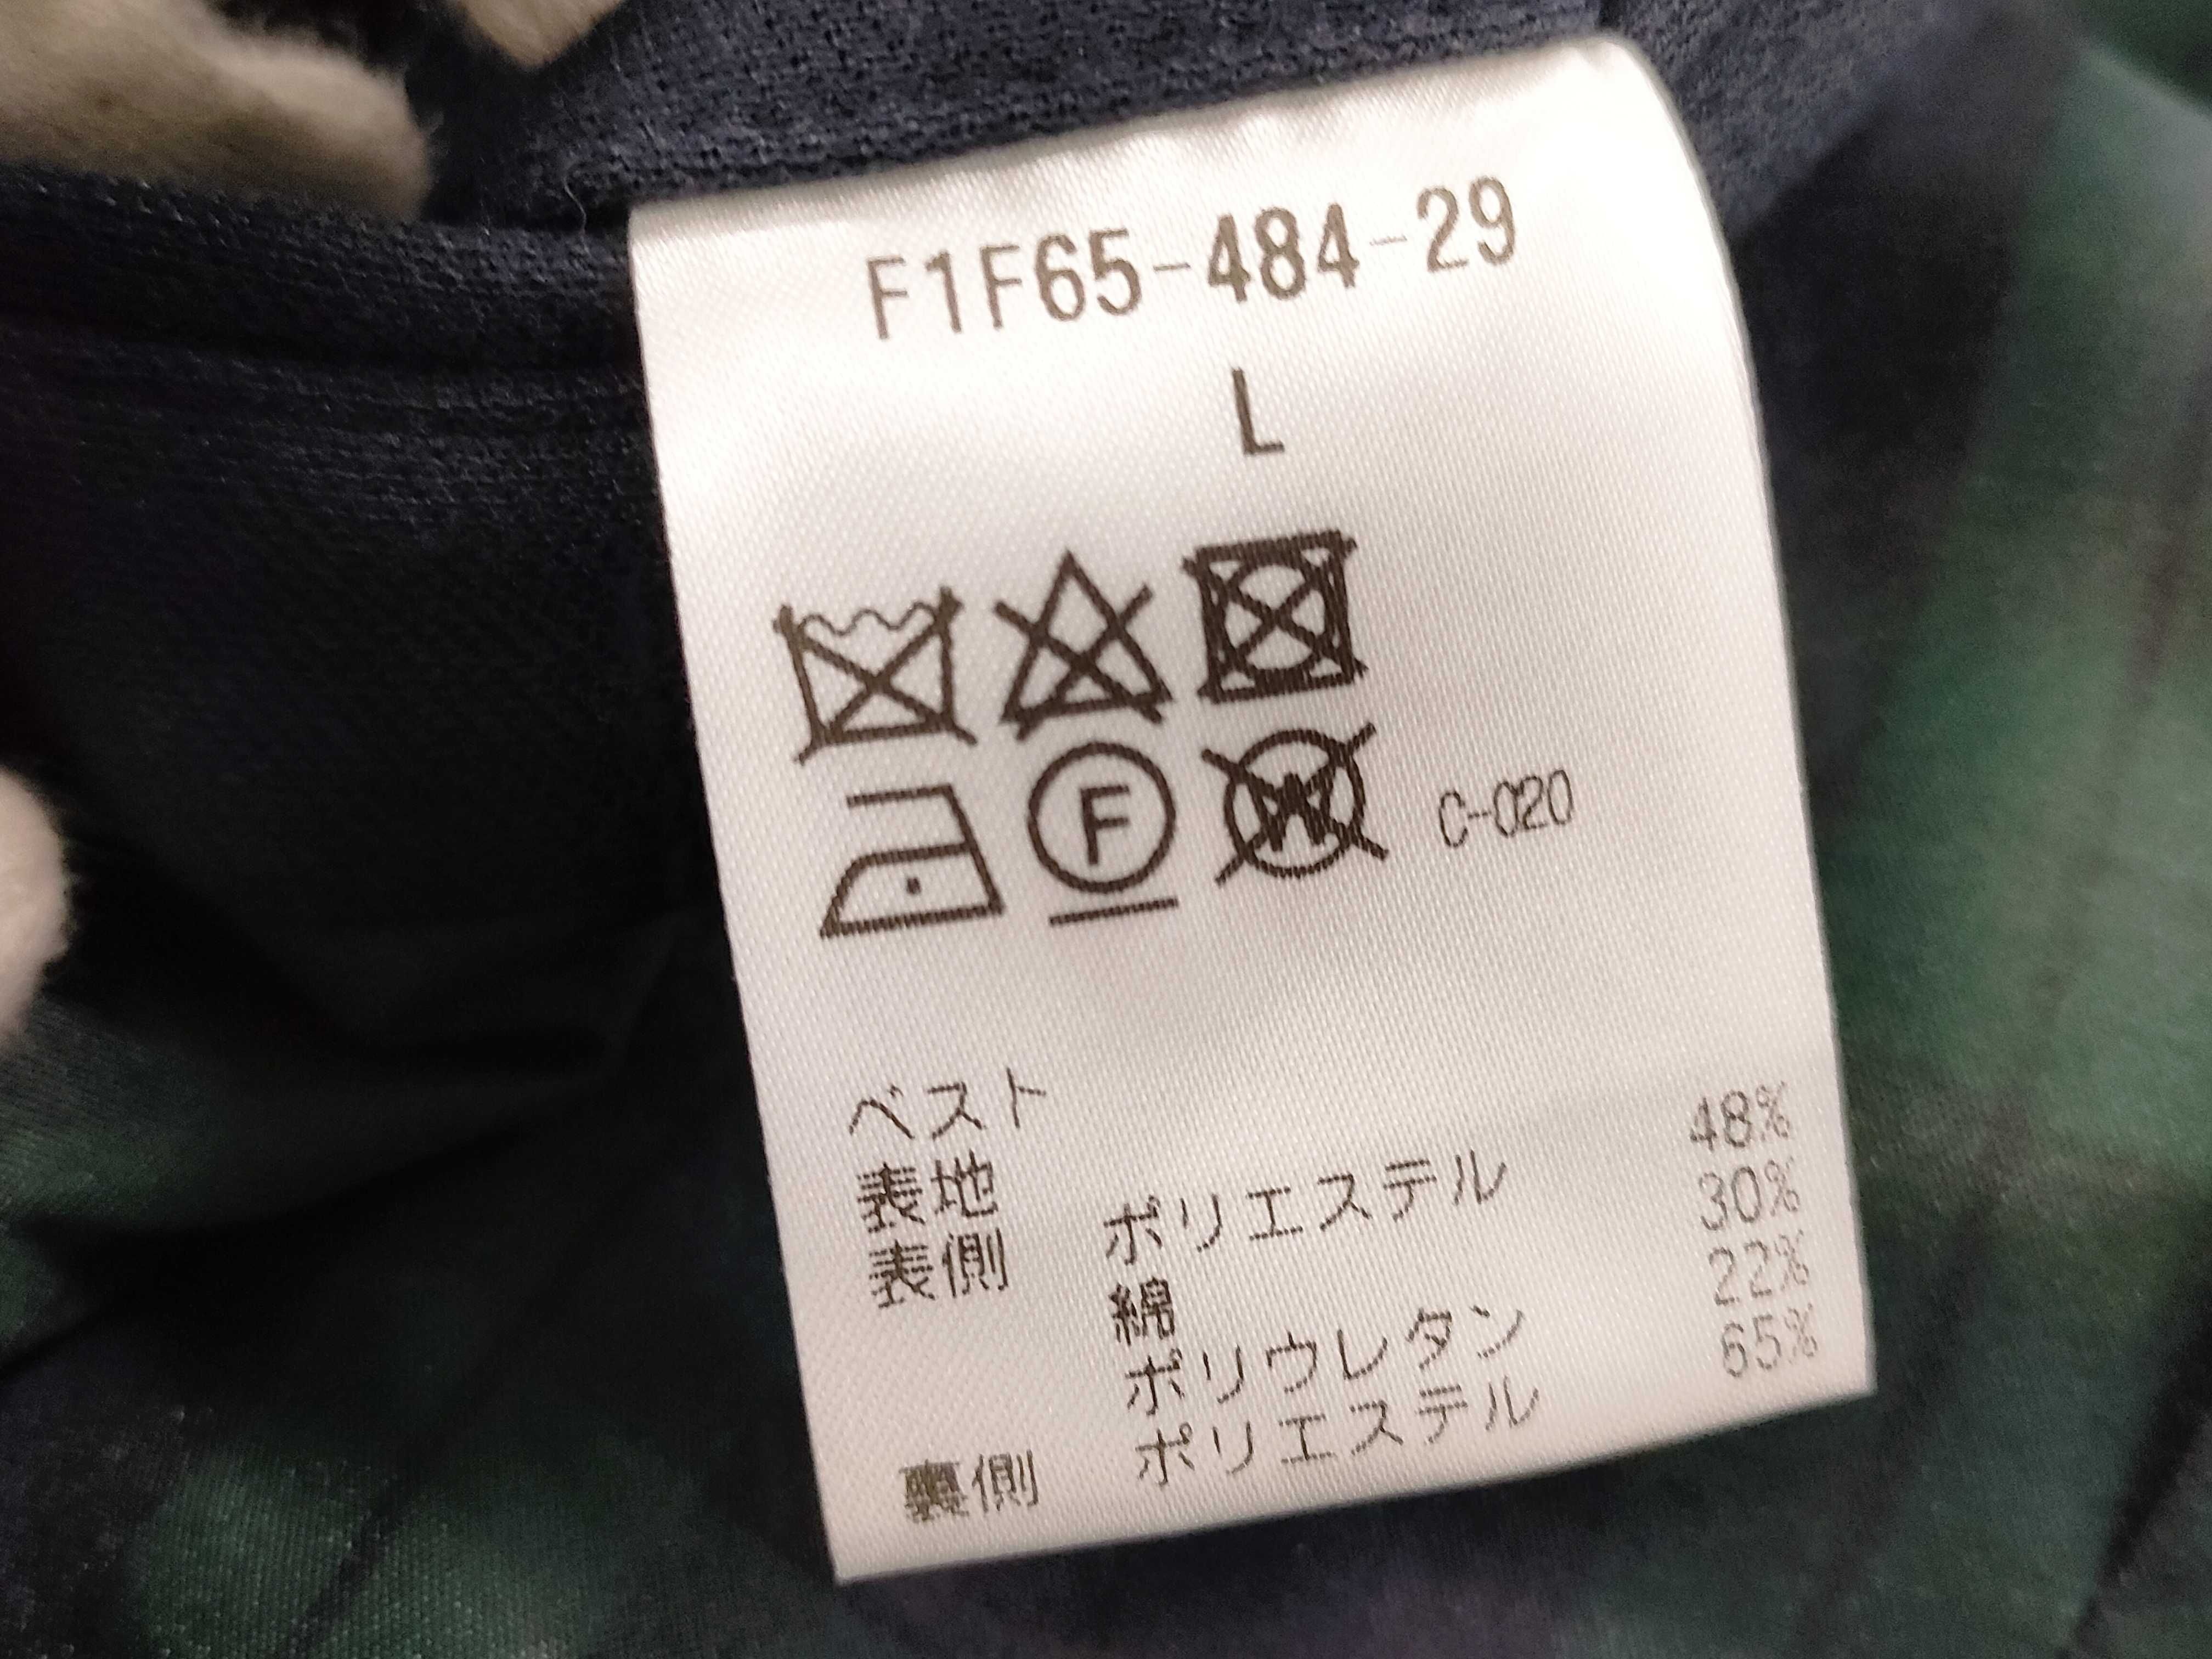 F1F65-484-29
L
F W C-020
ベスト
表地
表側 ポリエステル 48%
綿 30%
ポリウレタン 22%
裏側 ポリエステル 65%